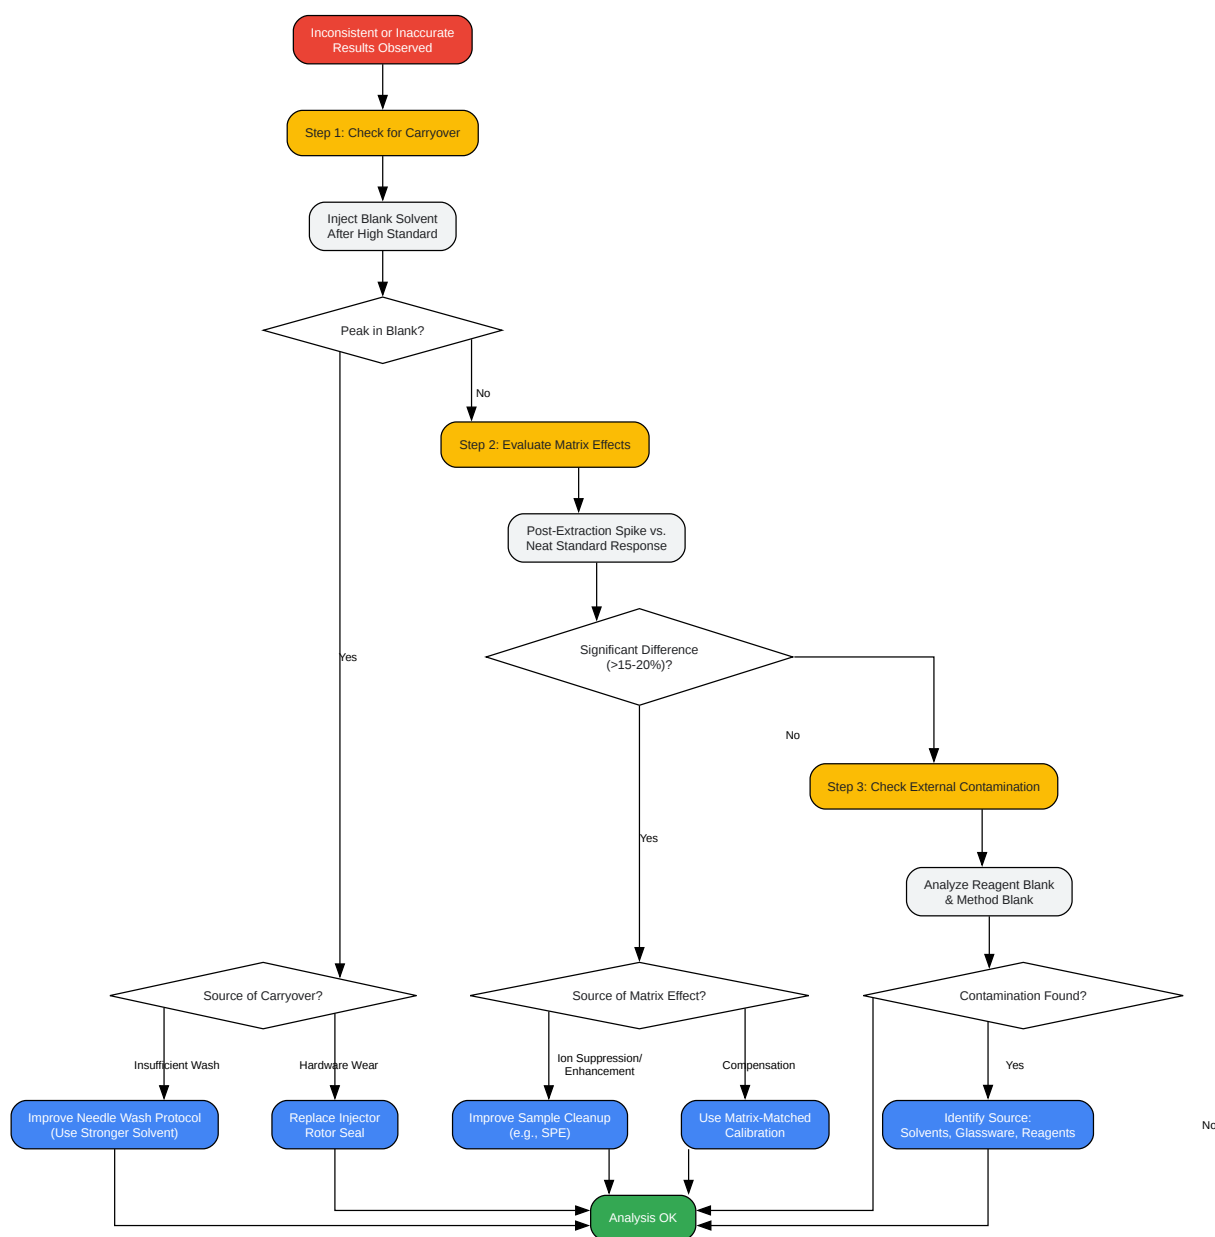 Inconsistent or Inaccurate
Results Observed
Step 1: Check for Carryover
Inject Blank Solvent
After High Standard
Peak in Blank?
No
Step 2: Evaluate Matrix Effects
Post-Extraction Spike vs.
Neat Standard Response
Significant Difference
(>15-20%)?
Yes
No
Step 3: Check External Contamination
Yes
Analyze Reagent Blank
& Method Blank
Source of Carryover?
Source of Matrix Effect?
Contamination Found?
Insufficient Wash
Hardware Wear
Ion Suppression/
Enhancement
Compensation
Yes
Improve Needle Wash Protocol
(Use Stronger Solvent)
Replace Injector
Rotor Seal
Improve Sample Cleanup
(e.g., SPE)
Use Matrix-Matched
Calibration
Identify Source:
Solvents, Glassware, Reagents
No
Analysis OK